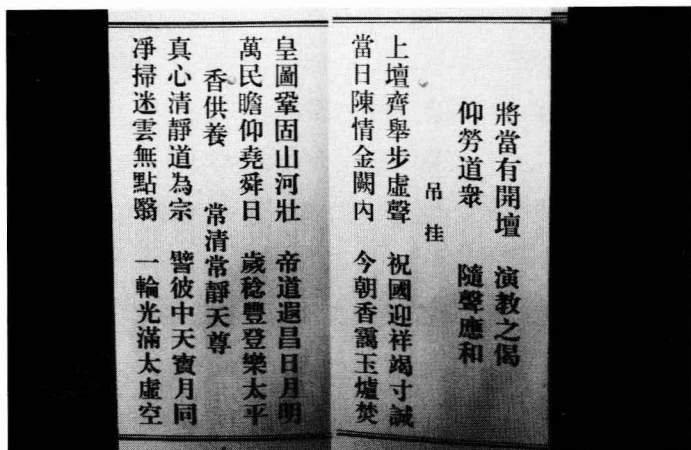 將當有開壇　演教之偈
仰勞道衆　隨聲應和
吊　挂
上壇齊舉步虛聲　祝國迎祥竭寸誠
當日陳情金闕內　今朝香靄玉爐焚
皇圖鞏固山河壯　帝道遐昌日月明
萬民瞻仰堯舜日　歲稔豐登樂太平
香供養　常清常靜天尊
真心清靜道為宗　譬彼中天寳月同
凈掃迷雲無點翳　一輪光滿太虛空